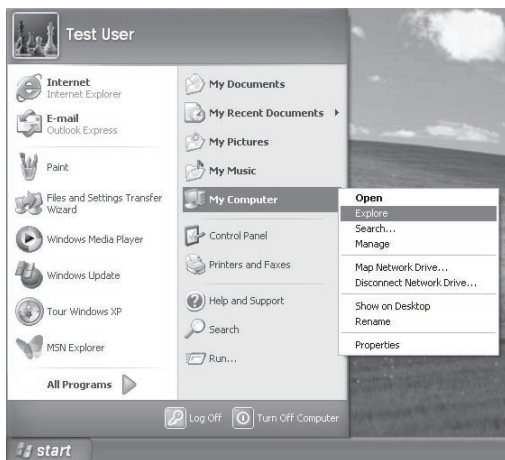 Test User
Internet
Internet Explorer
E-mail
Outlook Express
Paint
Files and Settings Transfer
Wizard
Windows Media Player
Windows Update
Tour Windows XP
MSN Explorer
All Programs
My Documents
My Recent Documents
My Pictures
My Music
My Computer
Control Panel
Printers and Faxes
Help and Support
Search
Run...
Open
Explore
Search...
Manage
Map Network Drive...
Disconnect Network Drive...
Show on Desktop
Rename
Properties
Log Off
Turn Off Computer
start